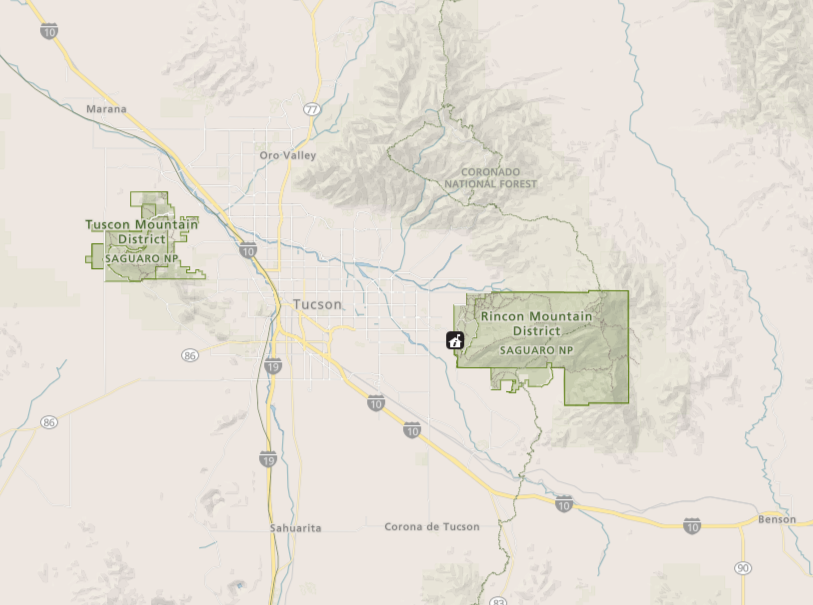 10
Marana
77
Oro Valley
CORONADO
NATIONAL FOREST
Tuscon Mountain
District
SAGUARO NP
10
Tucson
Rincon Mountain
District
SAGUARO NP
86
19
10
86
10
19
10
Sahuarita
Corona de Tucson
10
Benson
90
83